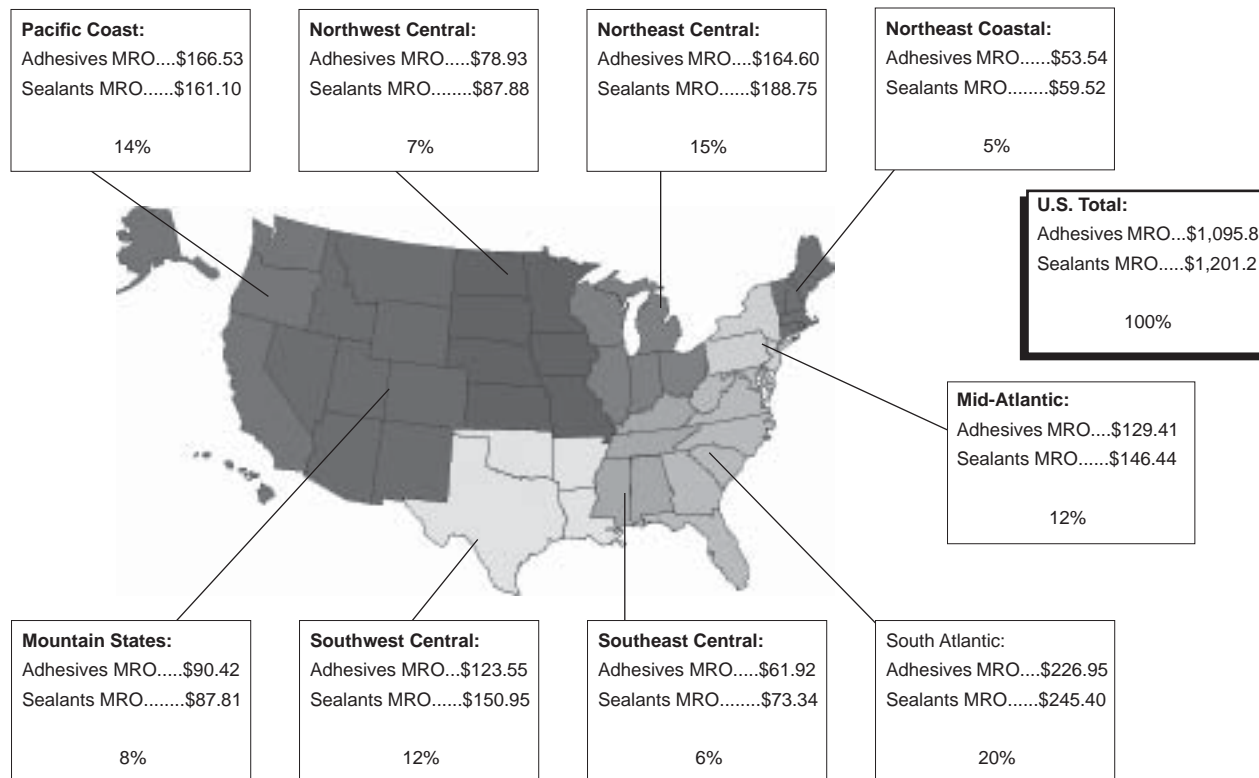 Pacific Coast:
Adhesives MRO....$166.53
Sealants MRO......$161.10
14%
Northwest Central:
Adhesives MRO.....$78.93
Sealants MRO........$87.88
7%
Northeast Central:
Adhesives MRO....$164.60
Sealants MRO......$188.75
15%
Northeast Coastal:
Adhesives MRO......$53.54
Sealants MRO........$59.52
5%
U.S. Total:
Adhesives MRO...$1,095.8
Sealants MRO.....$1,201.2
100%
Mid-Atlantic:
Adhesives MRO....$129.41
Sealants MRO......$146.44
12%
Mountain States:
Adhesives MRO.....$90.42
Sealants MRO........$87.81
8%
Southwest Central:
Adhesives MRO...$123.55
Sealants MRO......$150.95
12%
Southeast Central:
Adhesives MRO......$61.92
Sealants MRO........$73.34
6%
South Atlantic:
Adhesives MRO....$226.95
Sealants MRO......$245.40
20%